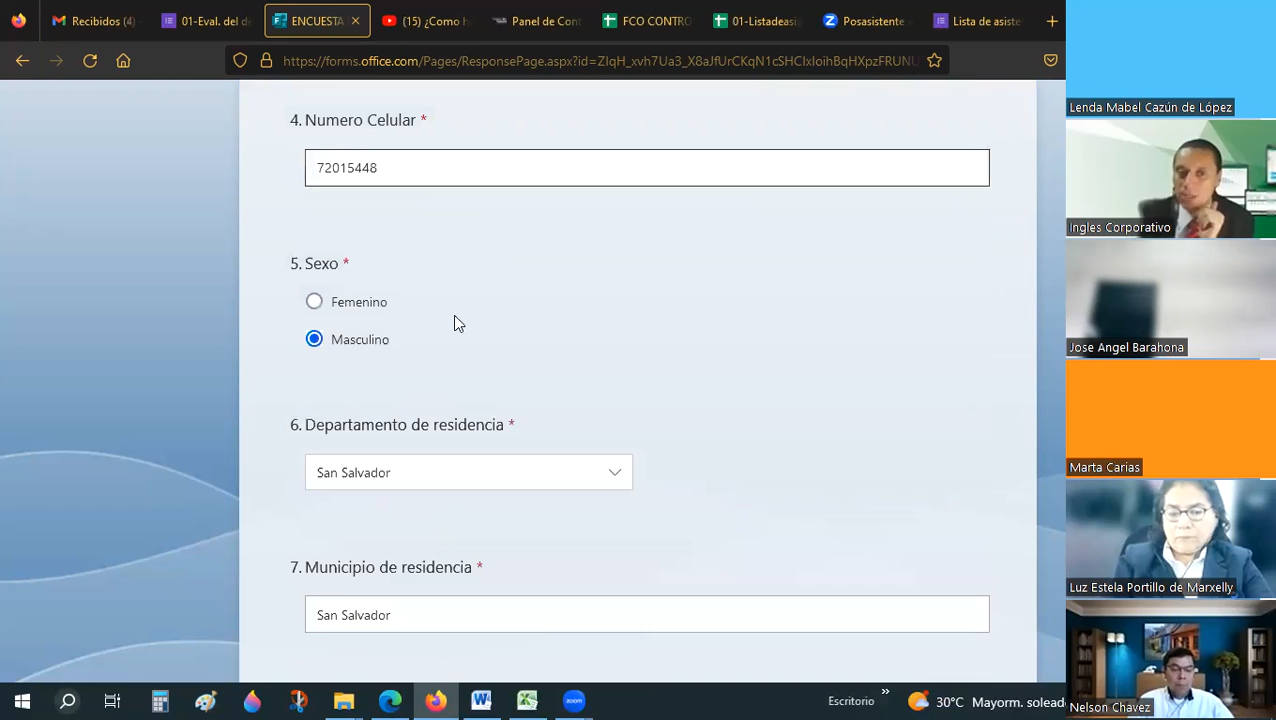 Recibidos (4)
01-Eval. del de
ENCUESTA
(15) ¿Como h
Panel de Cont
FCO CONTRO
01-Listadeasig
Posasistente
Lista de asiste
https://forms.office.com/Pages/ResponsePage.aspx?id=
4. Numero Celular *
72015448
5. Sexo *
Femenino
Masculino
6. Departamento de residencia *
San Salvador
7. Municipio de residencia *
San Salvador
Lenda Mabel Cazún de López
Ingles Corporativo
Jose Angel Barahona
Marta Carias
Luz Estela Portillo de Marxelly
Nelson Chavez
zoom
Escritorio
30°C Mayorm. soleado